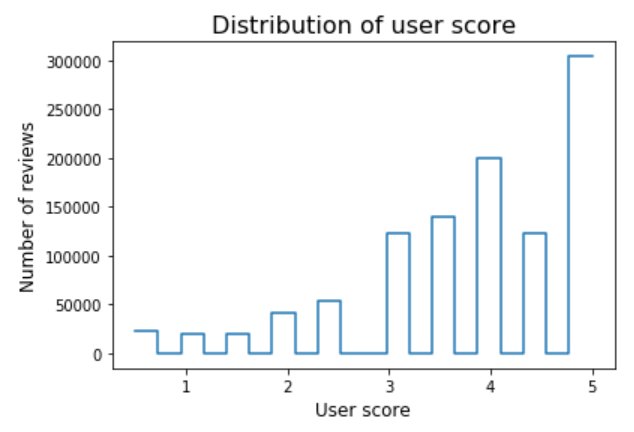 Distribution of user score
300000
250000
200000
150000
100000
50000
0
Number of reviews
1 2 3 4 5
User score